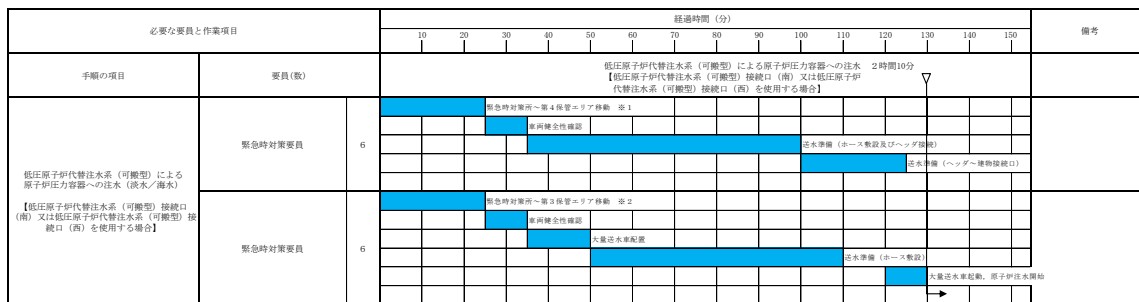 必要な要員と作業項目
経過時間（分）
備考
10 20 30 40 50 60 70 80 90 100 110 120 130 140 150
手順の項目
要員(数)
低圧原子炉代替注水系（可搬型）による原子炉圧力容器への注水　２時間10分
【低圧原子炉代替注水系（可搬型）接続口（南）又は低圧原子炉
代替注水系（可搬型）接続口（西）を使用する場合】
低圧原子炉代替注水系（可搬型）による
原子炉圧力容器への注水（淡水／海水）
【低圧原子炉代替注水系（可搬型）接続口
（南）又は低圧原子炉代替注水系（可搬型）接
続口（西）を使用する場合】
緊急時対策要員
6
緊急時対策所～第４保管エリア移動　※１
車両健全性確認
送水準備（ホース敷設及びヘッダ接続）
送水準備（ヘッダ～建物接続口）
緊急時対策要員
6
緊急時対策所～第３保管エリア移動　※２
車両健全性確認
大量送水車配置
送水準備（ホース敷設）
大量送水車起動，原子炉注水開始